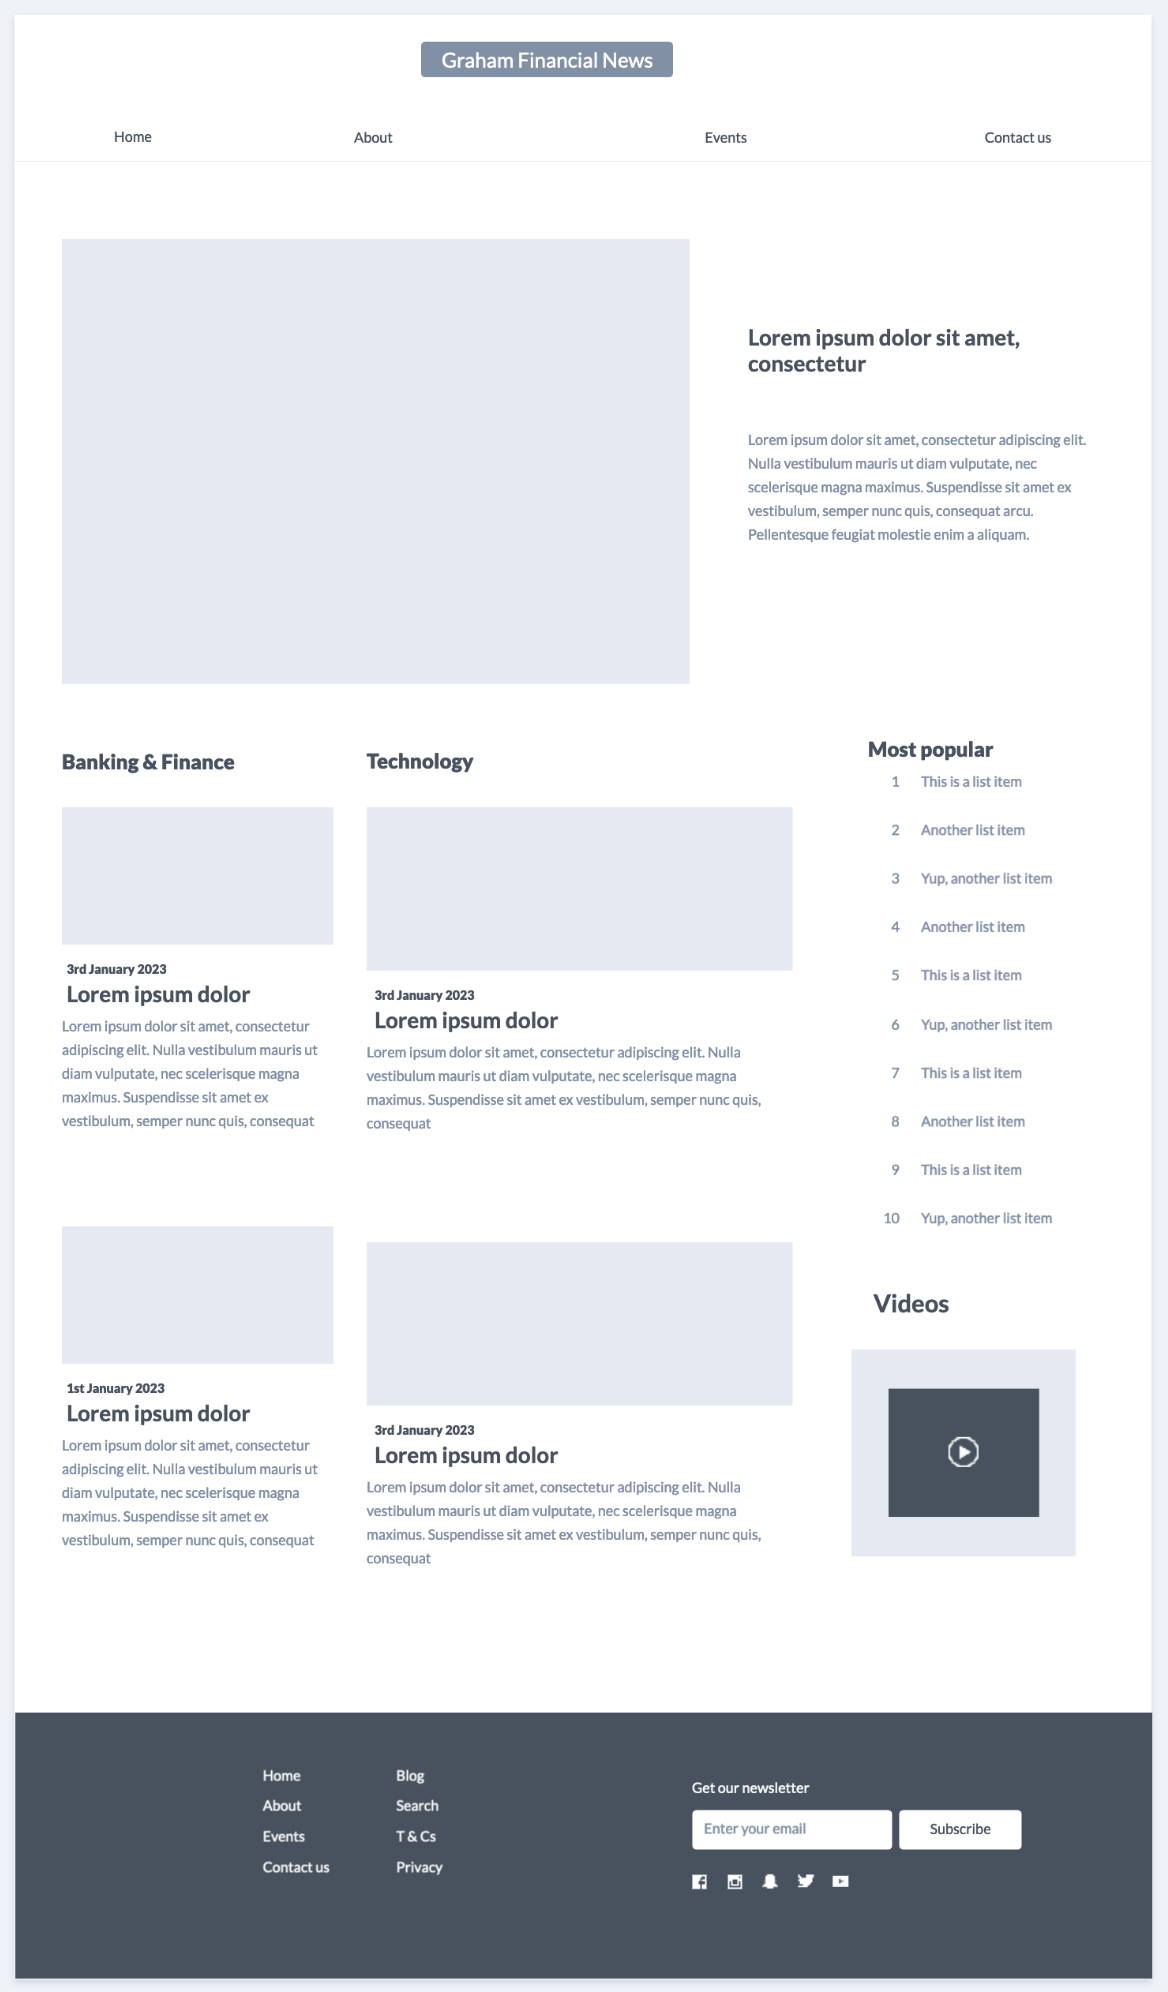 Graham Financial News
Home
About
Events
Contact us
Lorem ipsum dolor sit amet,
consectetur
Lorem ipsum dolor sit amet, consectetur adipiscing elit.
Nulla vestibulum mauris ut diam vulputate, nec
scelerisque magna maximus. Suspendisse sit amet ex
vestibulum, semper nunc quis, consequat arcu.
Pellentesque feugiat molestie enim a aliquam.
Banking & Finance
3rd January 2023
Lorem ipsum dolor
Lorem ipsum dolor sit amet, consectetur
adipiscing elit. Nulla vestibulum mauris ut
diam vulputate, nec scelerisque magna
maximus. Suspendisse sit amet ex
vestibulum, semper nunc quis, consequat
1st January 2023
Lorem ipsum dolor
Lorem ipsum dolor sit amet, consectetur
adipiscing elit. Nulla vestibulum mauris ut
diam vulputate, nec scelerisque magna
maximus. Suspendisse sit amet ex
vestibulum, semper nunc quis, consequat
Technology
3rd January 2023
Lorem ipsum dolor
Lorem ipsum dolor sit amet, consectetur adipiscing elit. Nulla
vestibulum mauris ut diam vulputate, nec scelerisque magna
maximus. Suspendisse sit amet ex vestibulum, semper nunc quis,
consequat
3rd January 2023
Lorem ipsum dolor
Lorem ipsum dolor sit amet, consectetur adipiscing elit. Nulla
vestibulum mauris ut diam vulputate, nec scelerisque magna
maximus. Suspendisse sit amet ex vestibulum, semper nunc quis,
consequat
Most popular
1 This is a list item
2 Another list item
3 Yup, another list item
4 Another list item
5 This is a list item
6 Yup, another list item
7 This is a list item
8 Another list item
9 This is a list item
10 Yup, another list item
Videos
Home
About
Events
Contact us
Blog
Search
T & Cs
Privacy
Get our newsletter
Enter your email
Subscribe